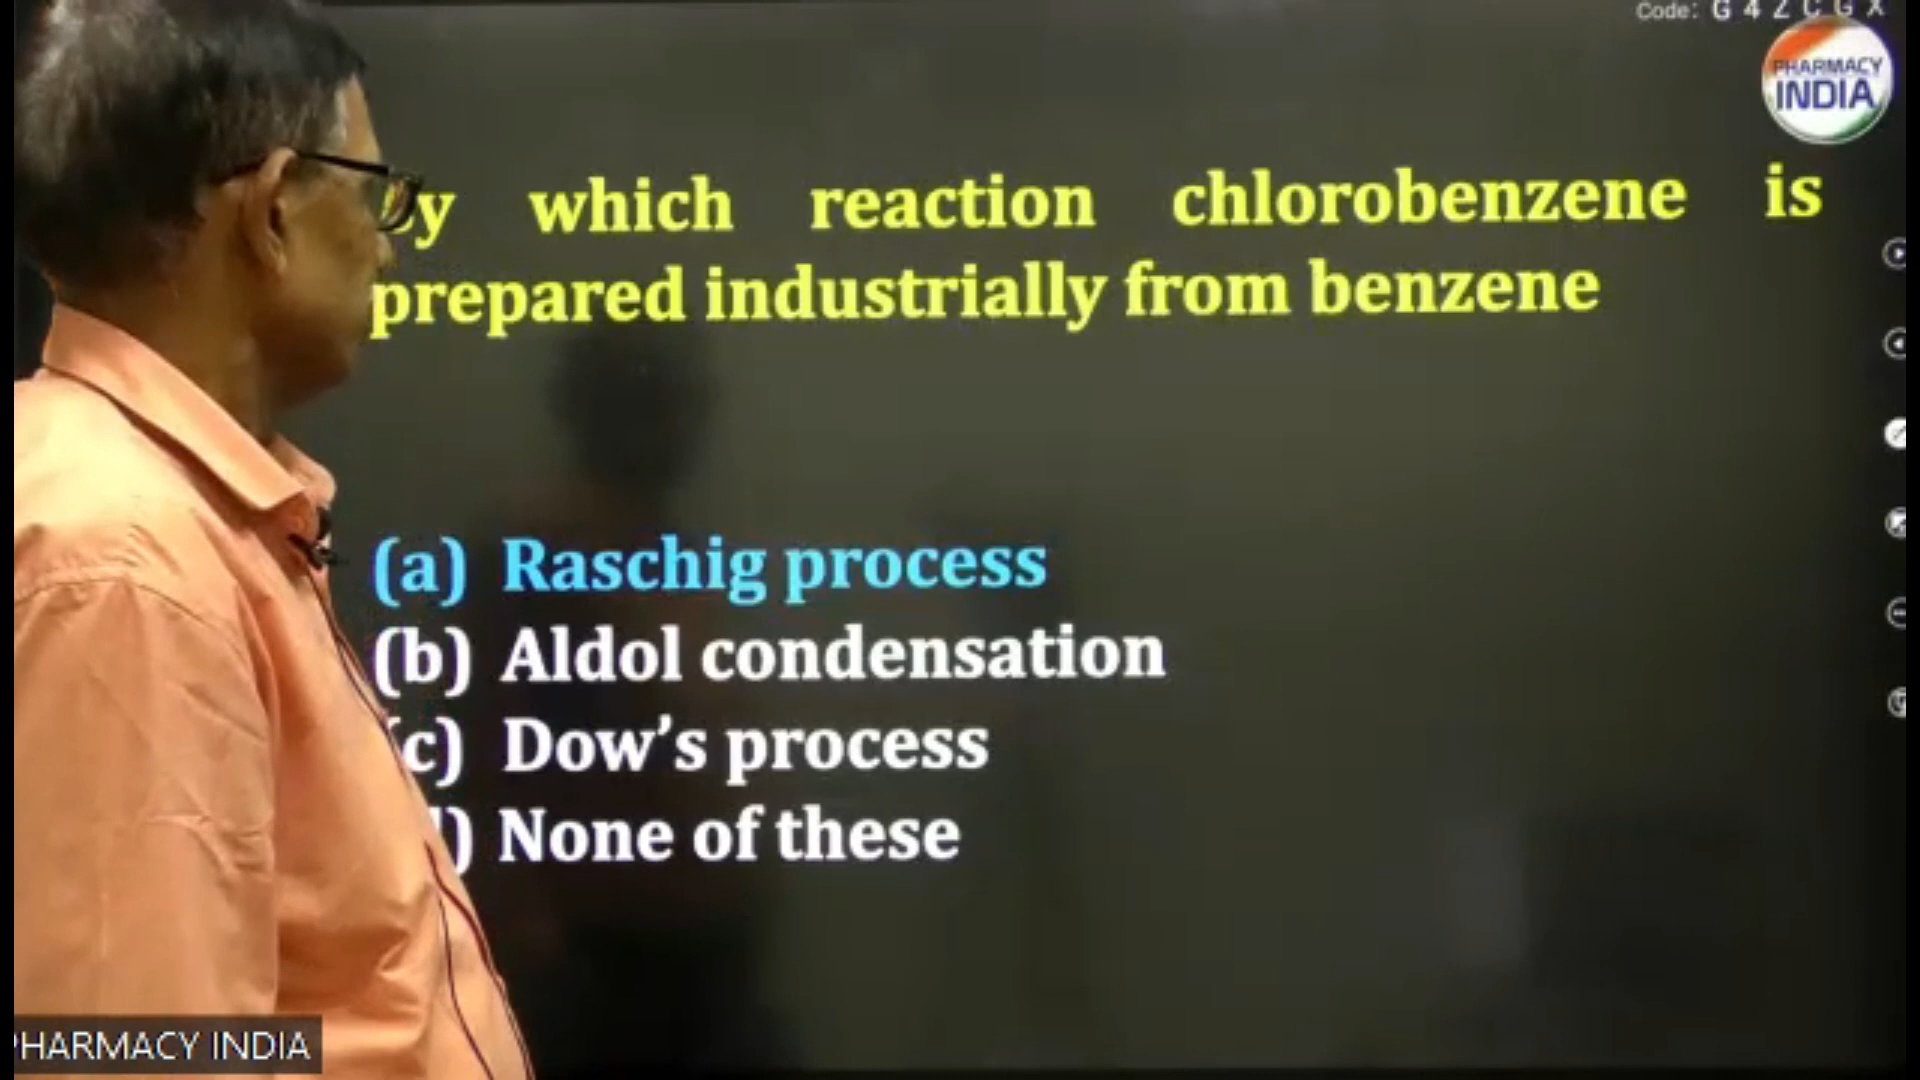 Code: G 4 Z C G X
PHARMACY
INDIA
which reaction chlorobenzene is
prepared industrially from benzene
(a) Raschig process
(b) Aldol condensation
c) Dow’s process
) None of these
PHARMACY INDIA